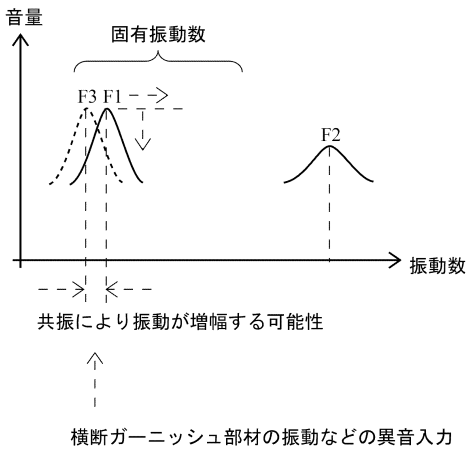 音量
固有振動数
F3 F1
F2
振動数
共振により振動が増幅する可能性
横断ガーニッシュ部材の振動などの異音入力